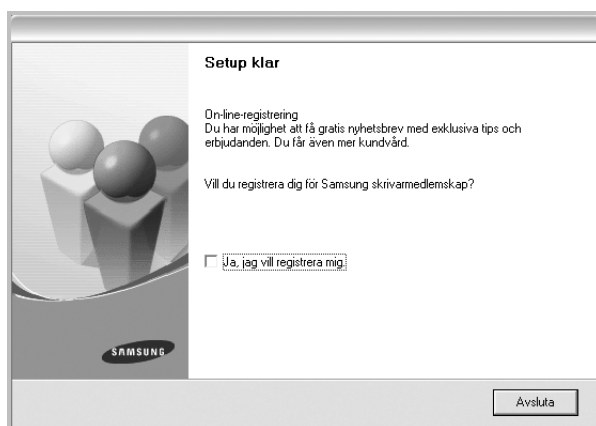 Setup klar
On-line-registrering
Du har möjlighet att få gratis nyhetsbrev med exklusiva tips och
erbjudanden. Du får även mer kundvård.
Vill du registrera dig för Samsung skrivarmedlemskap?
Ja, jag vill registrera mig.
SAMSUNG
Avsluta